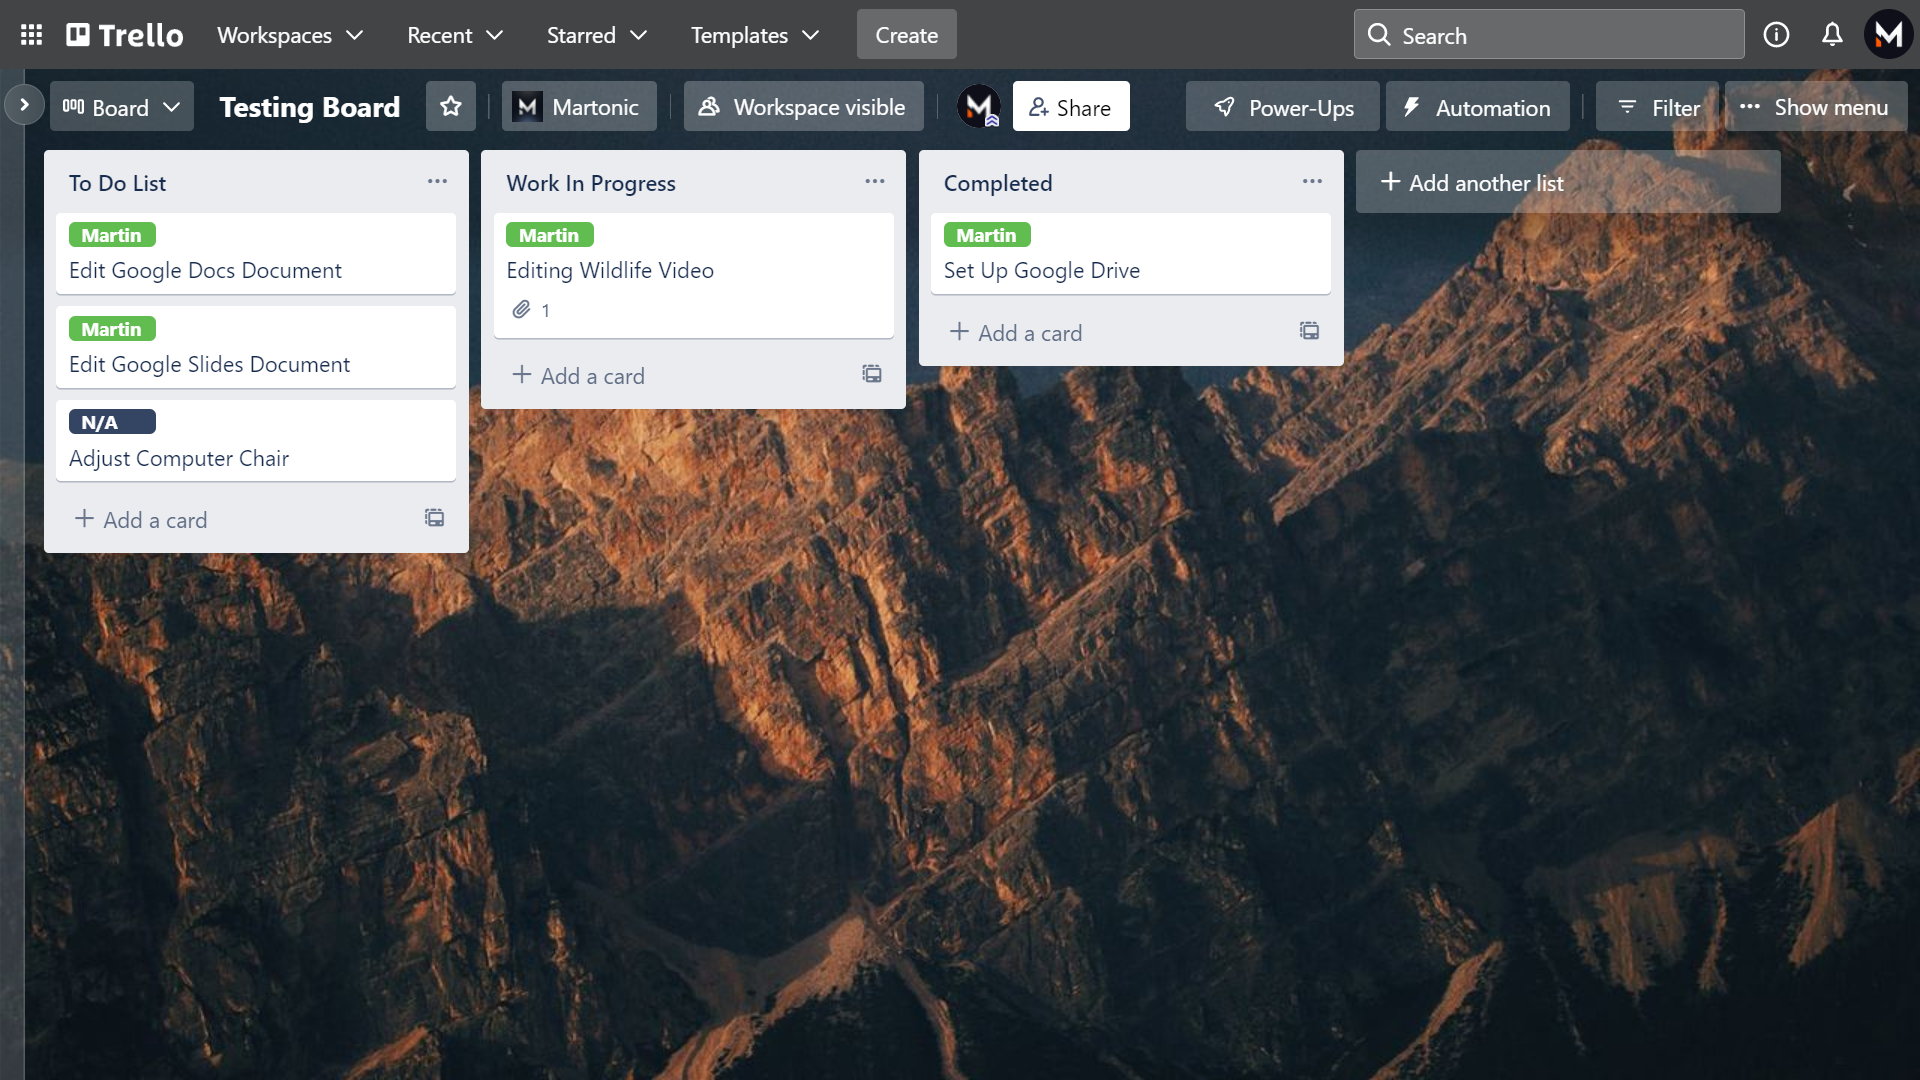 Trello
Workspaces
Recent
Starred
Templates
Create
Search
Board
Testing Board
Martonic
Workspace visible
Share
Power-Ups
Automation
Filter
Show menu
To Do List
Martin
Edit Google Docs Document
Martin
Edit Google Slides Document
N/A
Adjust Computer Chair
Add a card
Work In Progress
Martin
Editing Wildlife Video
1
Add a card
Completed
Martin
Set Up Google Drive
Add a card
Add another list